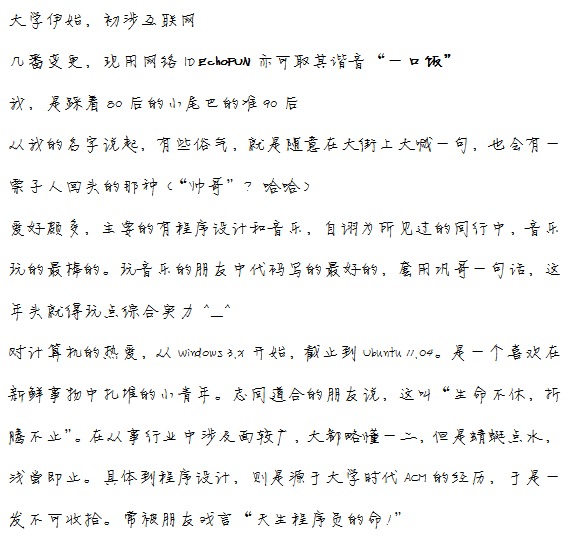 大学伊始，初涉互联网
几番变更，现用网络ID EchoFUN 亦可取其谐音“一口饭”
我，是踩着80后的小尾巴的准90后
从我的名字说起，有些俗气，就是随意在大街上大喊一句，也会有一
票子人回头的那种（“帅哥”？哈哈）
爱好颇多，主要的有程序设计和音乐，自诩为所见过的同行中，音乐
玩的最棒的。玩音乐的朋友中代码写的最好的，套用巩哥一句话，这
年头就得玩点综合实力 ^__^
对计算机的热爱，从 Windows 3.x 开始，截止到 Ubuntu 11.04。是一个喜欢在
新鲜事物中扎堆的小青年。志同道合的朋友说，这叫“生命不休，折
腾不止”。在从事行业中涉及面较广，大都略懂一二，但是蜻蜓点水，
浅尝即止。具体到程序设计，则是源于大学时代 ACM 的经历，于是一
发不可收拾。常被朋友戏言“天生程序员的命！”